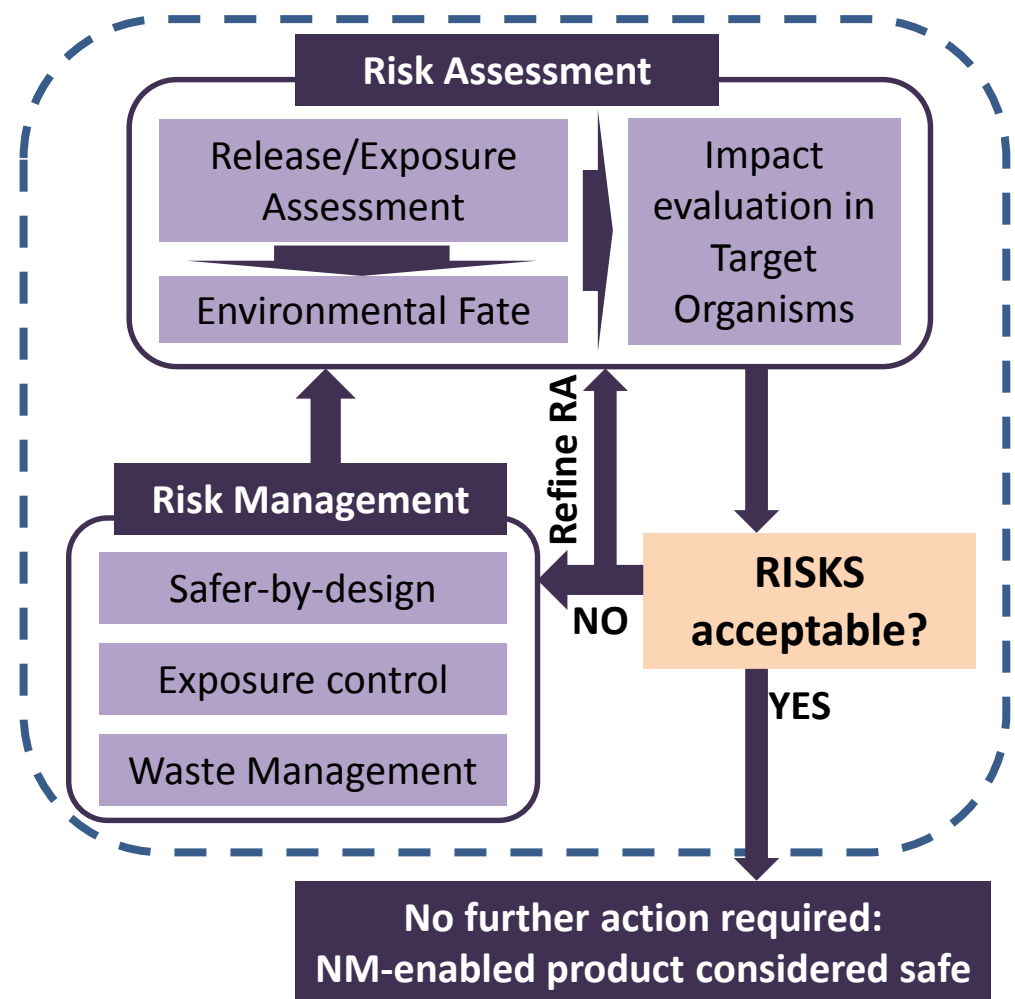 Risk Assessment
Release/Exposure
Assessment
Environmental Fate
Impact
evaluation in
Target
Organisms
Refine RA
Risk Management
Safer-by-design
Exposure control
Waste Management
RISKS
acceptable?
NO
YES
No further action required:
NM-enabled product considered safe